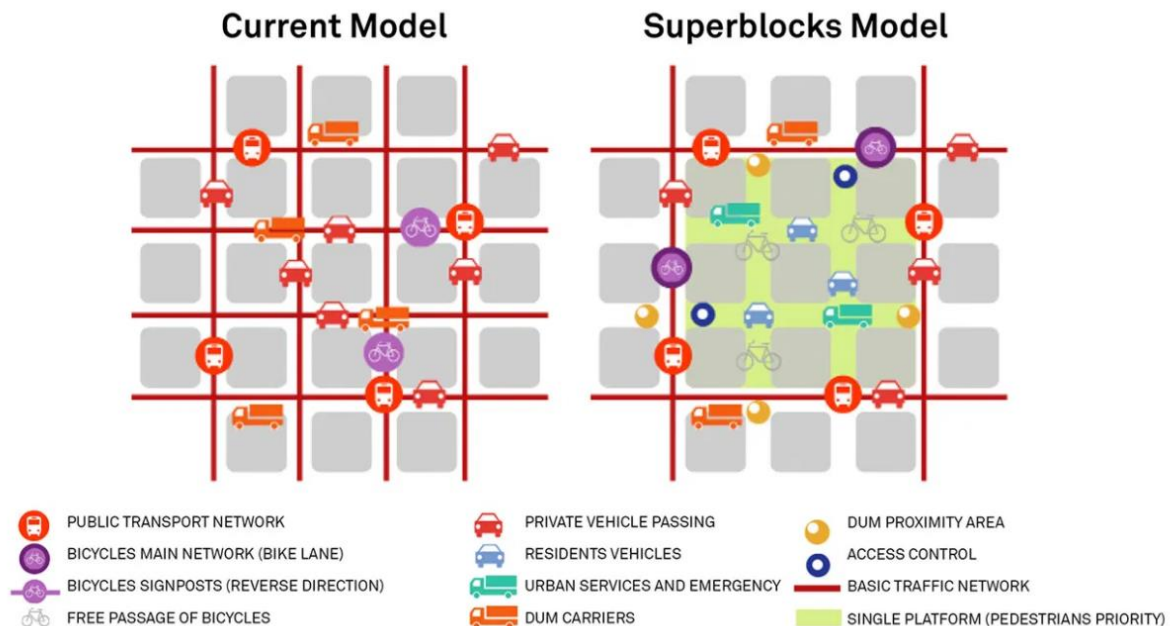 Current Model
Superblocks Model
PUBLIC TRANSPORT NETWORK
BICYCLES MAIN NETWORK (BIKE LANE)
BICYCLES SIGNPOSTS (REVERSE DIRECTION)
FREE PASSAGE OF BICYCLES
PRIVATE VEHICLE PASSING
RESIDENTS VEHICLES
URBAN SERVICES AND EMERGENCY
DUM CARRIERS
DUM PROXIMITY AREA
ACCESS CONTROL
BASIC TRAFFIC NETWORK
SINGLE PLATFORM (PEDESTRIANS PRIORITY)